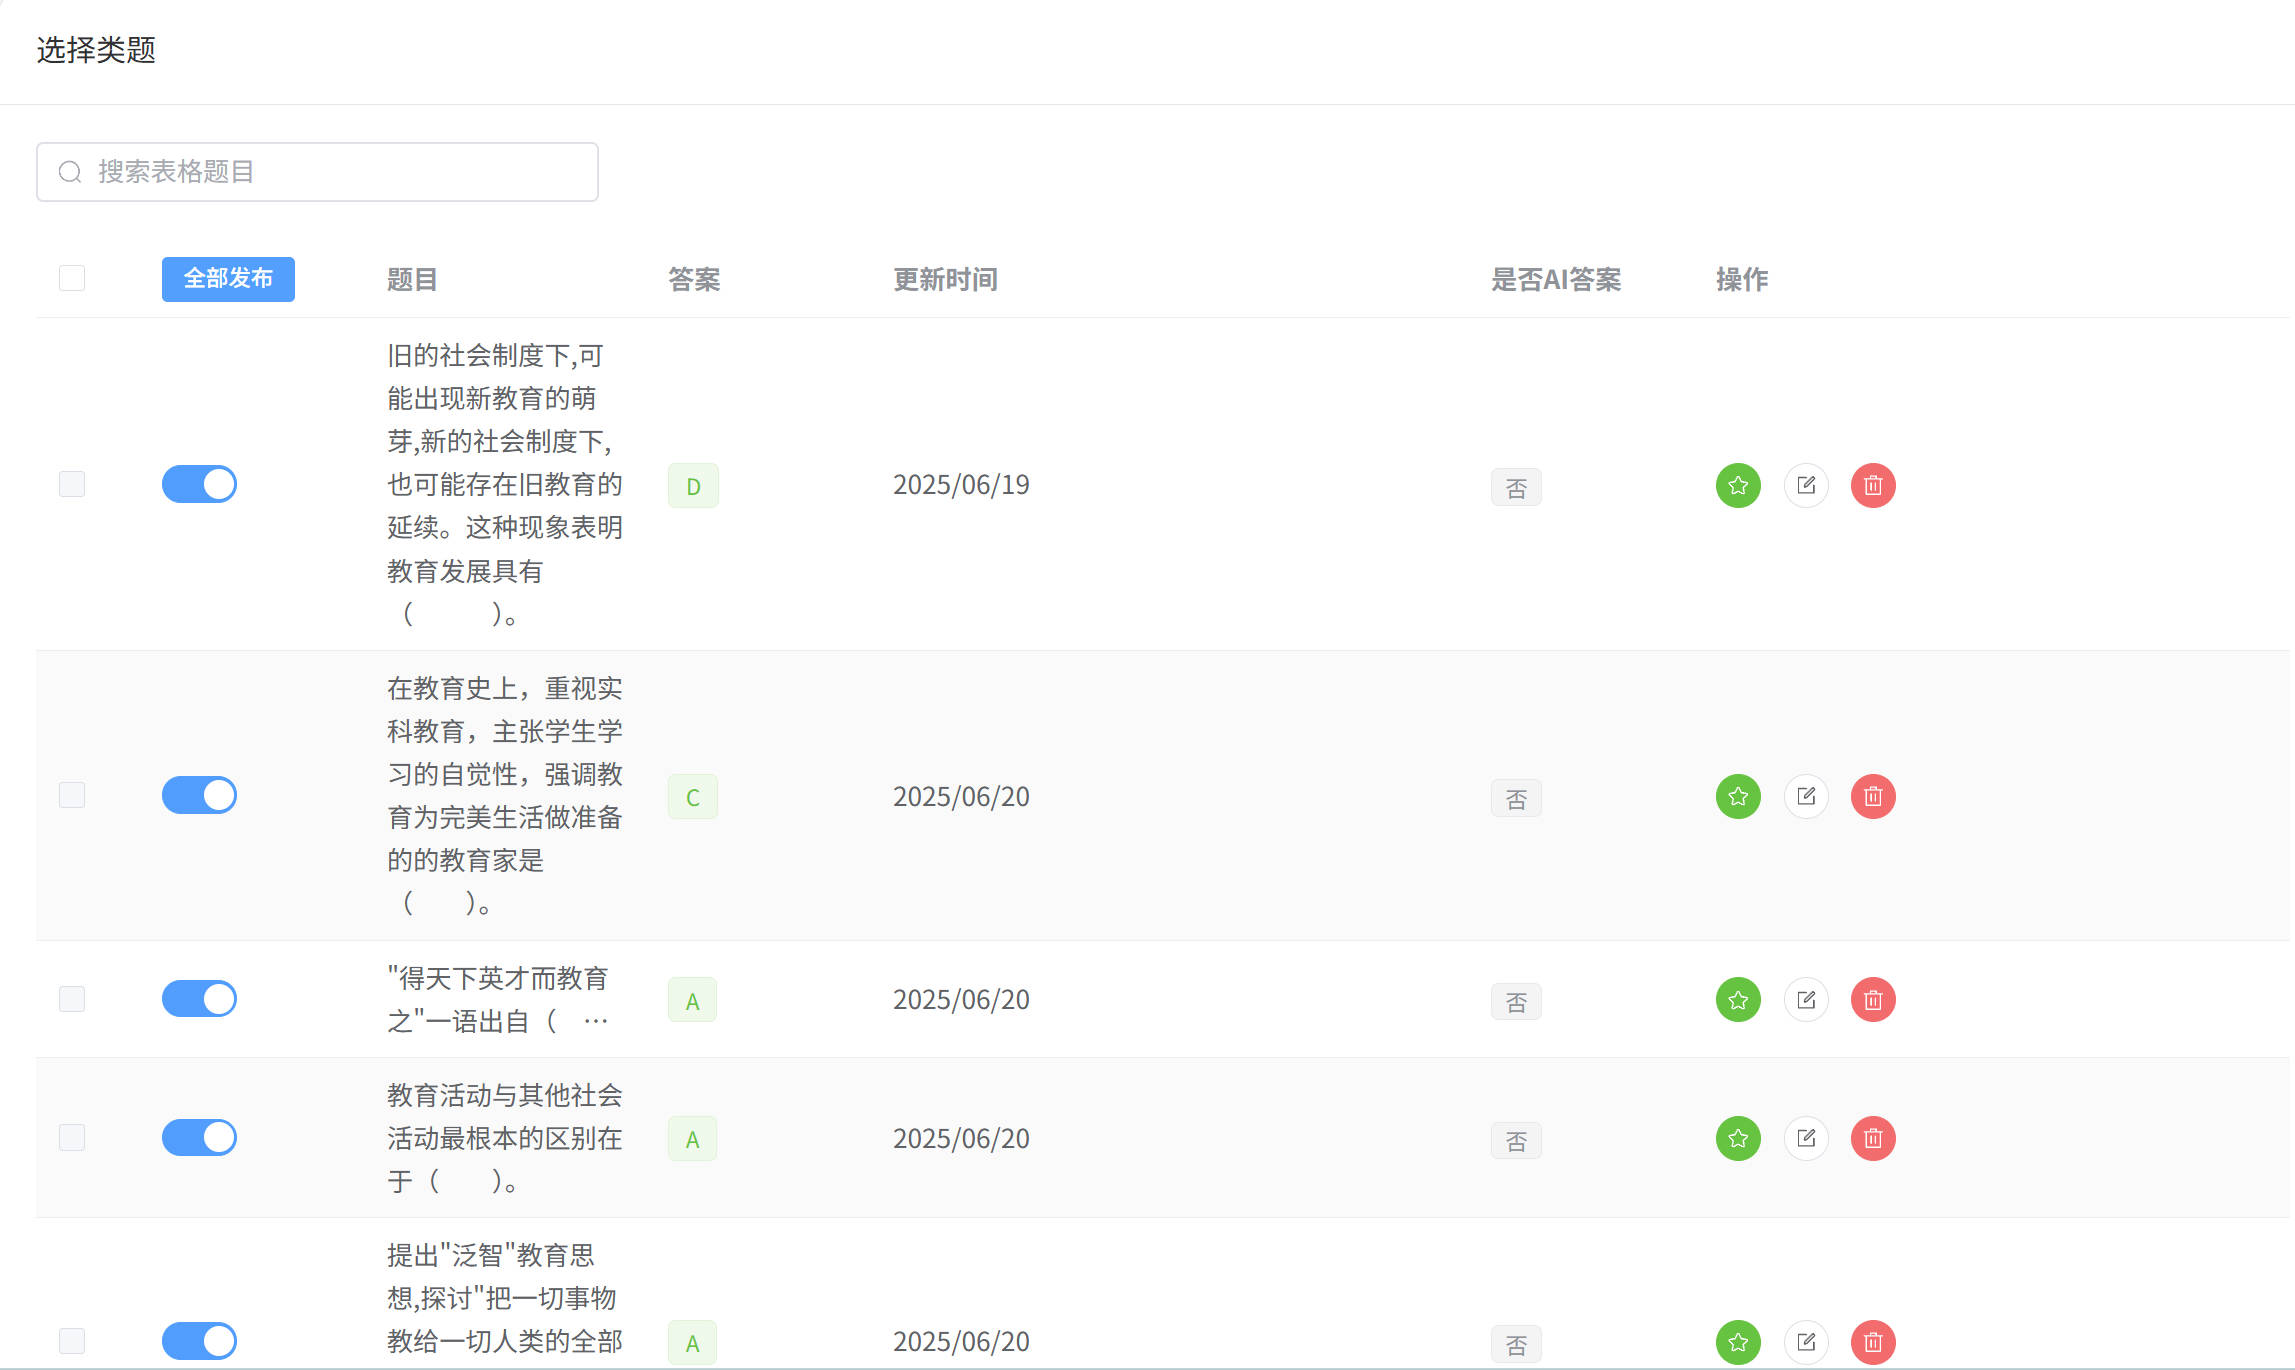 选择类题
搜索表格题目
全部发布 题目 答案 更新时间 是否AI答案 操作
旧的社会制度下,可
能出现新教育的萌
芽,新的社会制度下,
也可能存在旧教育的
延续。这种现象表明
教育发展具有
（　　　）。
D 2025/06/19 否
在教育史上，重视实
科教育，主张学生学
习的自觉性，强调教
育为完美生活做准备
的的教育家是
（　　）。
C 2025/06/20 否
"得天下英才而教育
之"一语出自（　…
A 2025/06/20 否
教育活动与其他社会
活动最根本的区别在
于（　　）。
A 2025/06/20 否
提出"泛智"教育思
想,探讨"把一切事物
教给一切人类的全部
A 2025/06/20 否